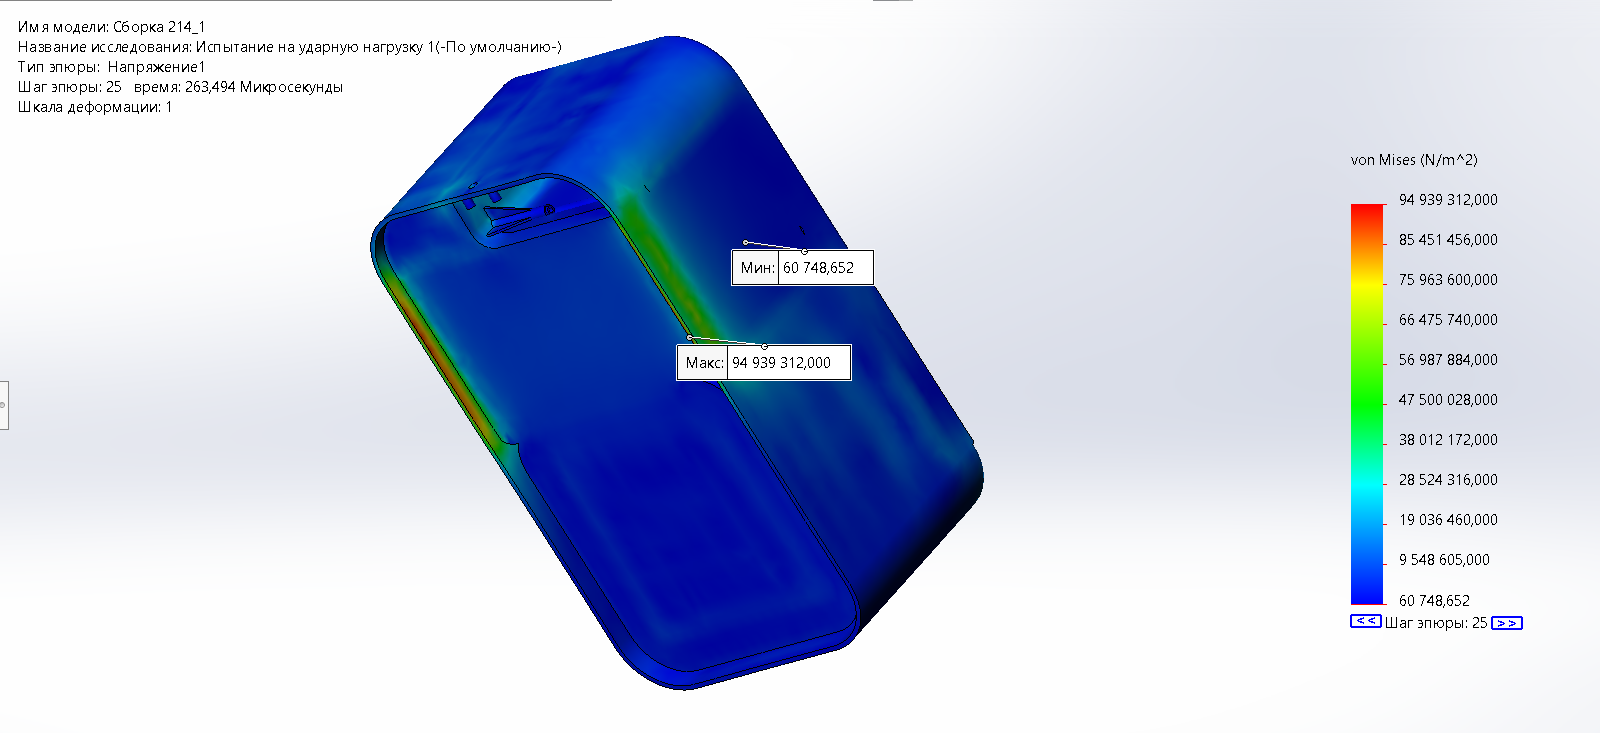 Имя модели: Сборка 214_1
Название исследования: Испытание на ударную нагрузку 1(-По умолчанию-)
Тип эпюры: Напряжение1
Шаг эпюры: 25 время: 263,494 Микросекунды
Шкала деформации: 1
von Mises (N/m^2)
94 939 312,000
85 451 456,000
75 963 600,000
66 475 740,000
56 987 884,000
47 500 028,000
38 012 172,000
28 524 316,000
19 036 460,000
9 548 605,000
60 748,652
<< Шаг эпюры: 25 >>
Мин: 60 748,652
Макс: 94 939 312,000